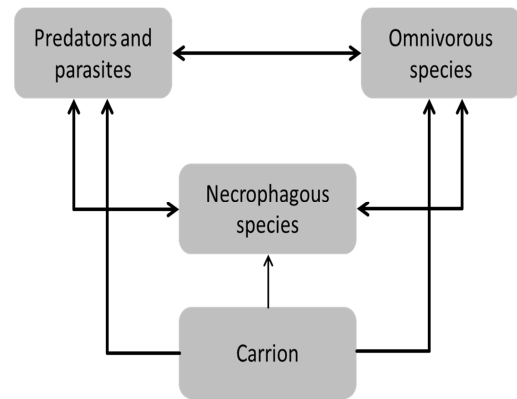 Predators and
parasites
Omnivorous
species
Necrophagous
species
Carrion